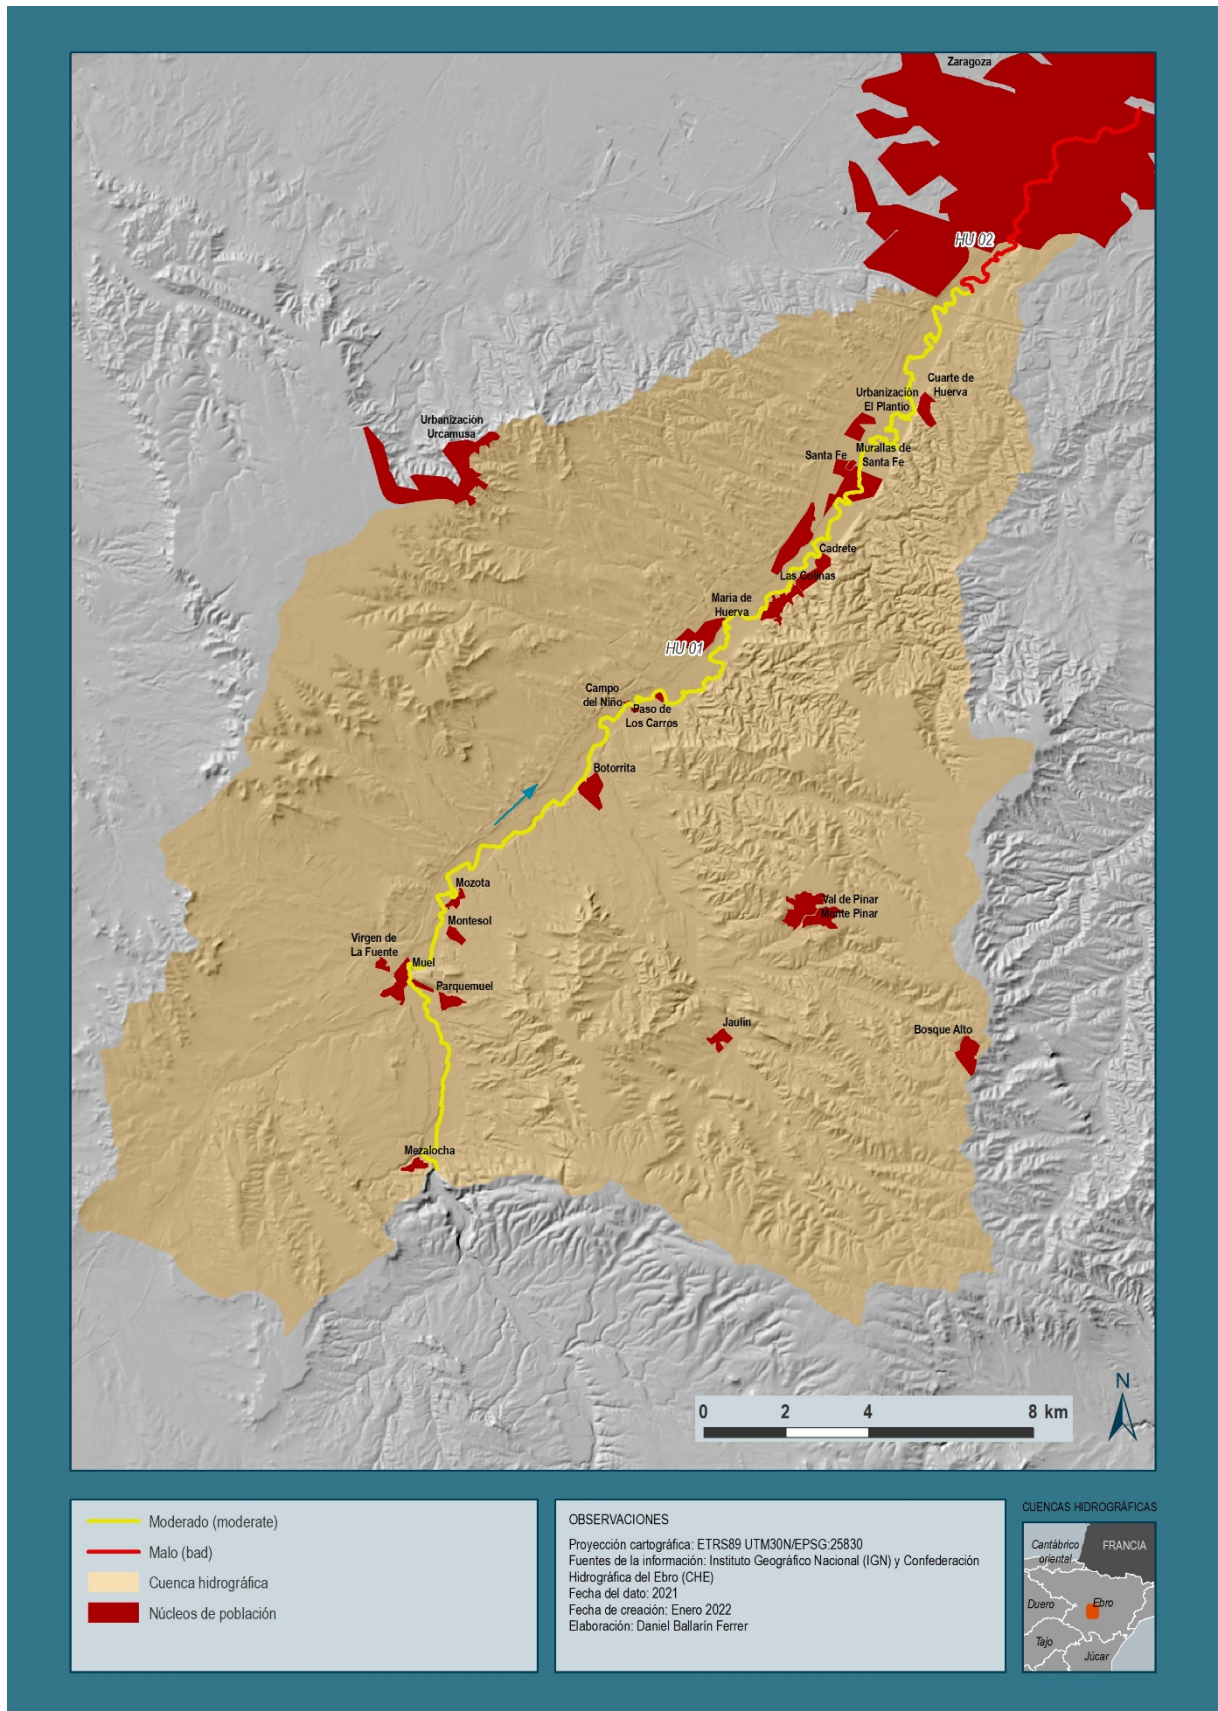 Zaragoza
HU 02
Cuarte de
Huerva
Urbanización
El Plantio
Urbanización
Urcamusa
Murallas de
Santa Fe
Santa Fe
Cadrete
Las Colinas
Maria de
Huerva
HU 01
Campo
del Niño
Paso de
Los Carros
Botorrita
Mozota
Val de Pinar
Monte Pinar
Montesol
Virgen de
La Fuente
Muel
Parquemuel
Jaulín
Bosque Alto
Mezalocha
N
0 2 4 8 km
Moderado (moderate)
Malo (bad)
Cuenca hidrográfica
Núcleos de población
OBSERVACIONES
Proyección cartográfica: ETRS89 UTM30N/EPSG:25830
Fuentes de la información: Instituto Geográfico Nacional (IGN) y Confederación
Hidrográfica del Ebro (CHE)
Fecha del dato: 2021
Fecha de creación: Enero 2022
Elaboración: Daniel Ballarín Ferrer
CUENCAS HIDROGRÁFICAS
Cantábrico
oriental
FRANCIA
Duero
Ebro
Tajo
Júcar